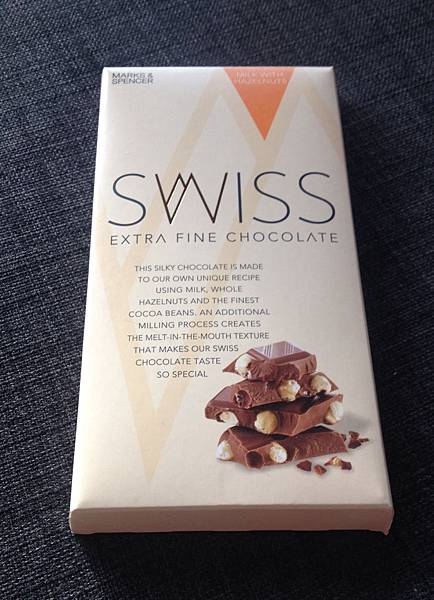 MARKS &
SPENCER
MILK WITH
HAZELNUTS
SWISS
EXTRA FINE CHOCOLATE
THIS SILKY CHOCOLATE IS MADE
TO OUR OWN UNIQUE RECIPE
USING MILK, WHOLE
HAZELNUTS AND THE FINEST
COCOA BEANS. AN ADDITIONAL
MILLING PROCESS CREATES
THE MELT-IN-THE-MOUTH TEXTURE
THAT MAKES OUR SWISS
CHOCOLATE TASTE
SO SPECIAL